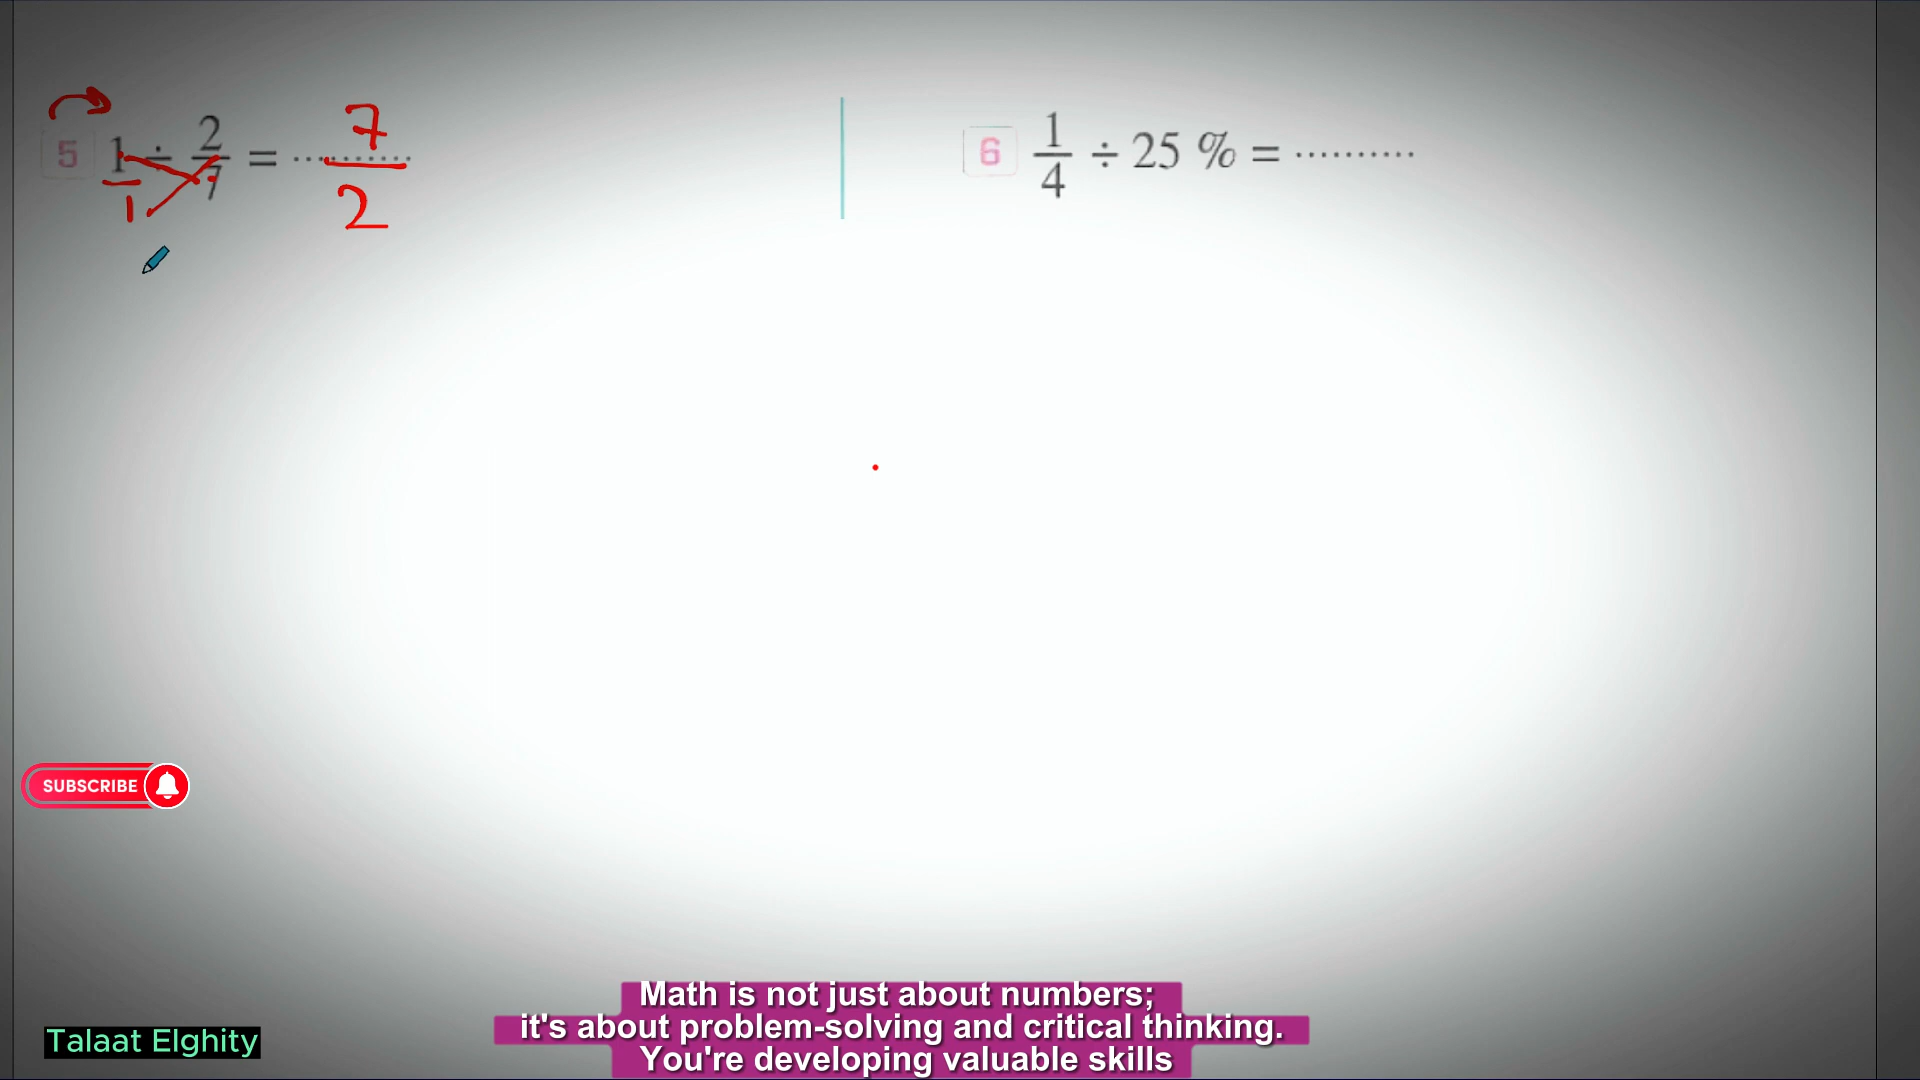 5 1/1 ÷ 2/7 = .......... 7/2
6 1/4 ÷ 25 % = ..........
SUBSCRIBE
Math is not just about numbers;
it's about problem-solving and critical thinking.
You're developing valuable skills
Talaat Elghity